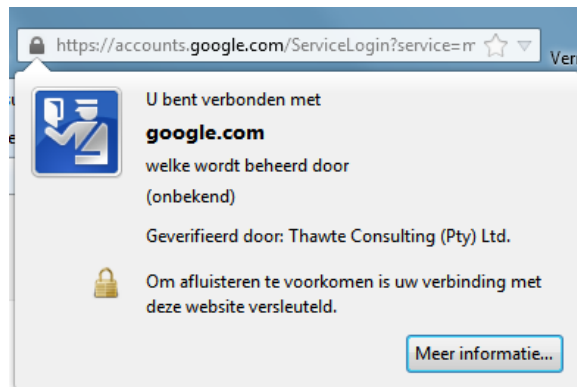 https://accounts.google.com/ServiceLogin?service=m
U bent verbonden met
google.com
welke wordt beheerd door
(onbekend)
Geverifieerd door: Thawte Consulting (Pty) Ltd.
Om afluisteren te voorkomen is uw verbinding met
deze website versleuteld.
Meer informatie...